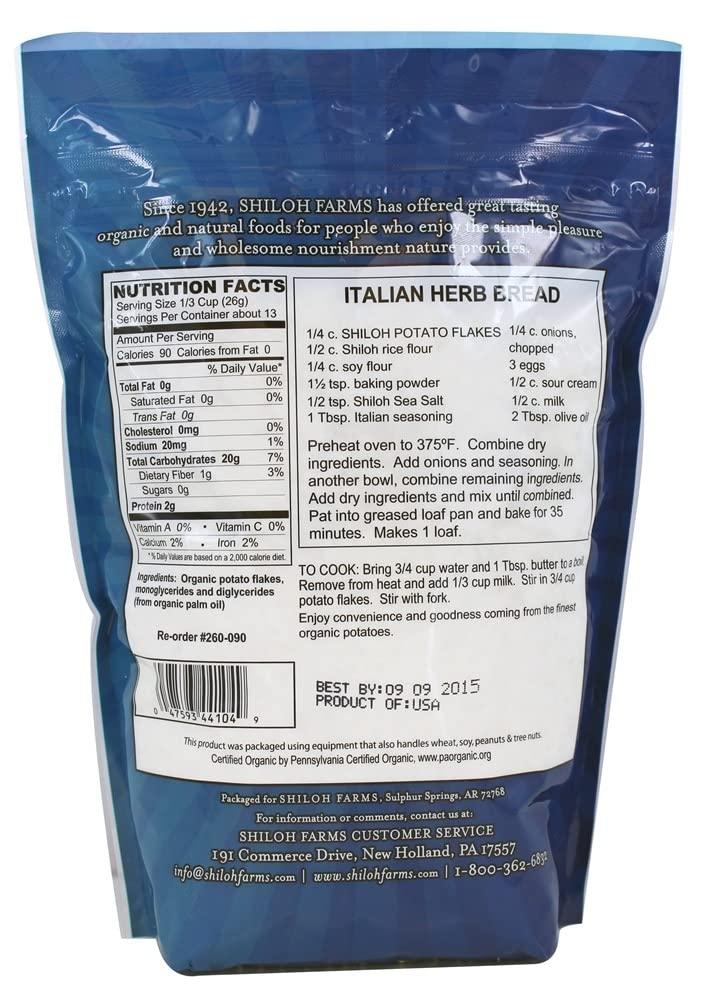 Since 1942, SHILOH FARMS has offered great tasting
organic and natural foods for people who enjoy the simple pleasure
and wholesome nourishment nature provides.
NUTRITION FACTS
Serving Size 1/3 Cup (26g)
Servings Per Container about 13
Amount Per Serving
Calories 90 Calories from Fat 0
% Daily Value*
Total Fat 0g 0%
Saturated Fat 0g 0%
Trans Fat 0g
Cholesterol 0mg 0%
Sodium 20mg 1%
Total Carbohydrates 20g 7%
Dietary Fiber 1g 3%
Sugars 0g
Protein 2g
Vitamin A 0% • Vitamin C 0%
Calcium 2% • Iron 2%
*% Daily Values are based on a 2,000 calorie diet.
Ingredients: Organic potato flakes,
monoglycerides and diglycerides
(from organic palm oil)
Re-order #260-090
0 47593 44104 9
ITALIAN HERB BREAD
1/4 c. SHILOH POTATO FLAKES
1/2 c. Shiloh rice flour
1/4 c. soy flour
1½ tsp. baking powder
1/2 tsp. Shiloh Sea Salt
1 Tbsp. Italian seasoning
1/4 c. onions,
chopped
3 eggs
1/2 c. sour cream
1/2 c. milk
2 Tbsp. olive oil
Preheat oven to 375ºF. Combine dry
ingredients. Add onions and seasoning. In
another bowl, combine remaining ingredients.
Add dry ingredients and mix until combined.
Pat into greased loaf pan and bake for 35
minutes. Makes 1 loaf.
TO COOK: Bring 3/4 cup water and 1 Tbsp. butter to a boil.
Remove from heat and add 1/3 cup milk. Stir in 3/4 cup
potato flakes. Stir with fork.
Enjoy convenience and goodness coming from the finest
organic potatoes.
BEST BY:09 09 2015
PRODUCT OF:USA
This product was packaged using equipment that also handles wheat, soy, peanuts & tree nuts.
Certified Organic by Pennsylvania Certified Organic, www.paorganic.org
Packaged for SHILOH FARMS, Sulphur Springs, AR 72768
For information or comments, contact us at:
SHILOH FARMS CUSTOMER SERVICE
191 Commerce Drive, New Holland, PA 17557
info@shilohfarms.com | www.shilohfarms.com | 1-800-362-6832